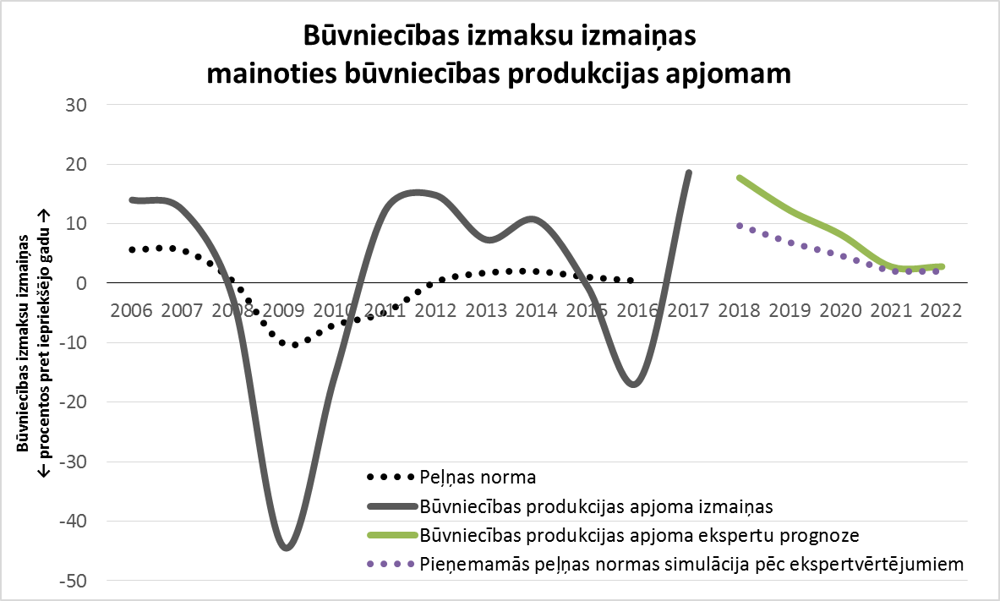 Būvniecības izmaksu izmaiņas
mainoties būvniecības produkcijas apjomam
Būvniecības izmaksu izmaiņas
← procentos pret iepriekšējo gadu →
30
20
10
0
-10
-20
-30
-40
-50
2006 2007 2008 2009 2010 2011 2012 2013 2014 2015 2016 2017 2018 2019 2020 2021 2022
Peļņas norma
Būvniecības produkcijas apjoma izmaiņas
Būvniecības produkcijas apjoma ekspertu prognoze
Pieņemamās peļņas normas simulācija pēc ekspertvērtējumiem